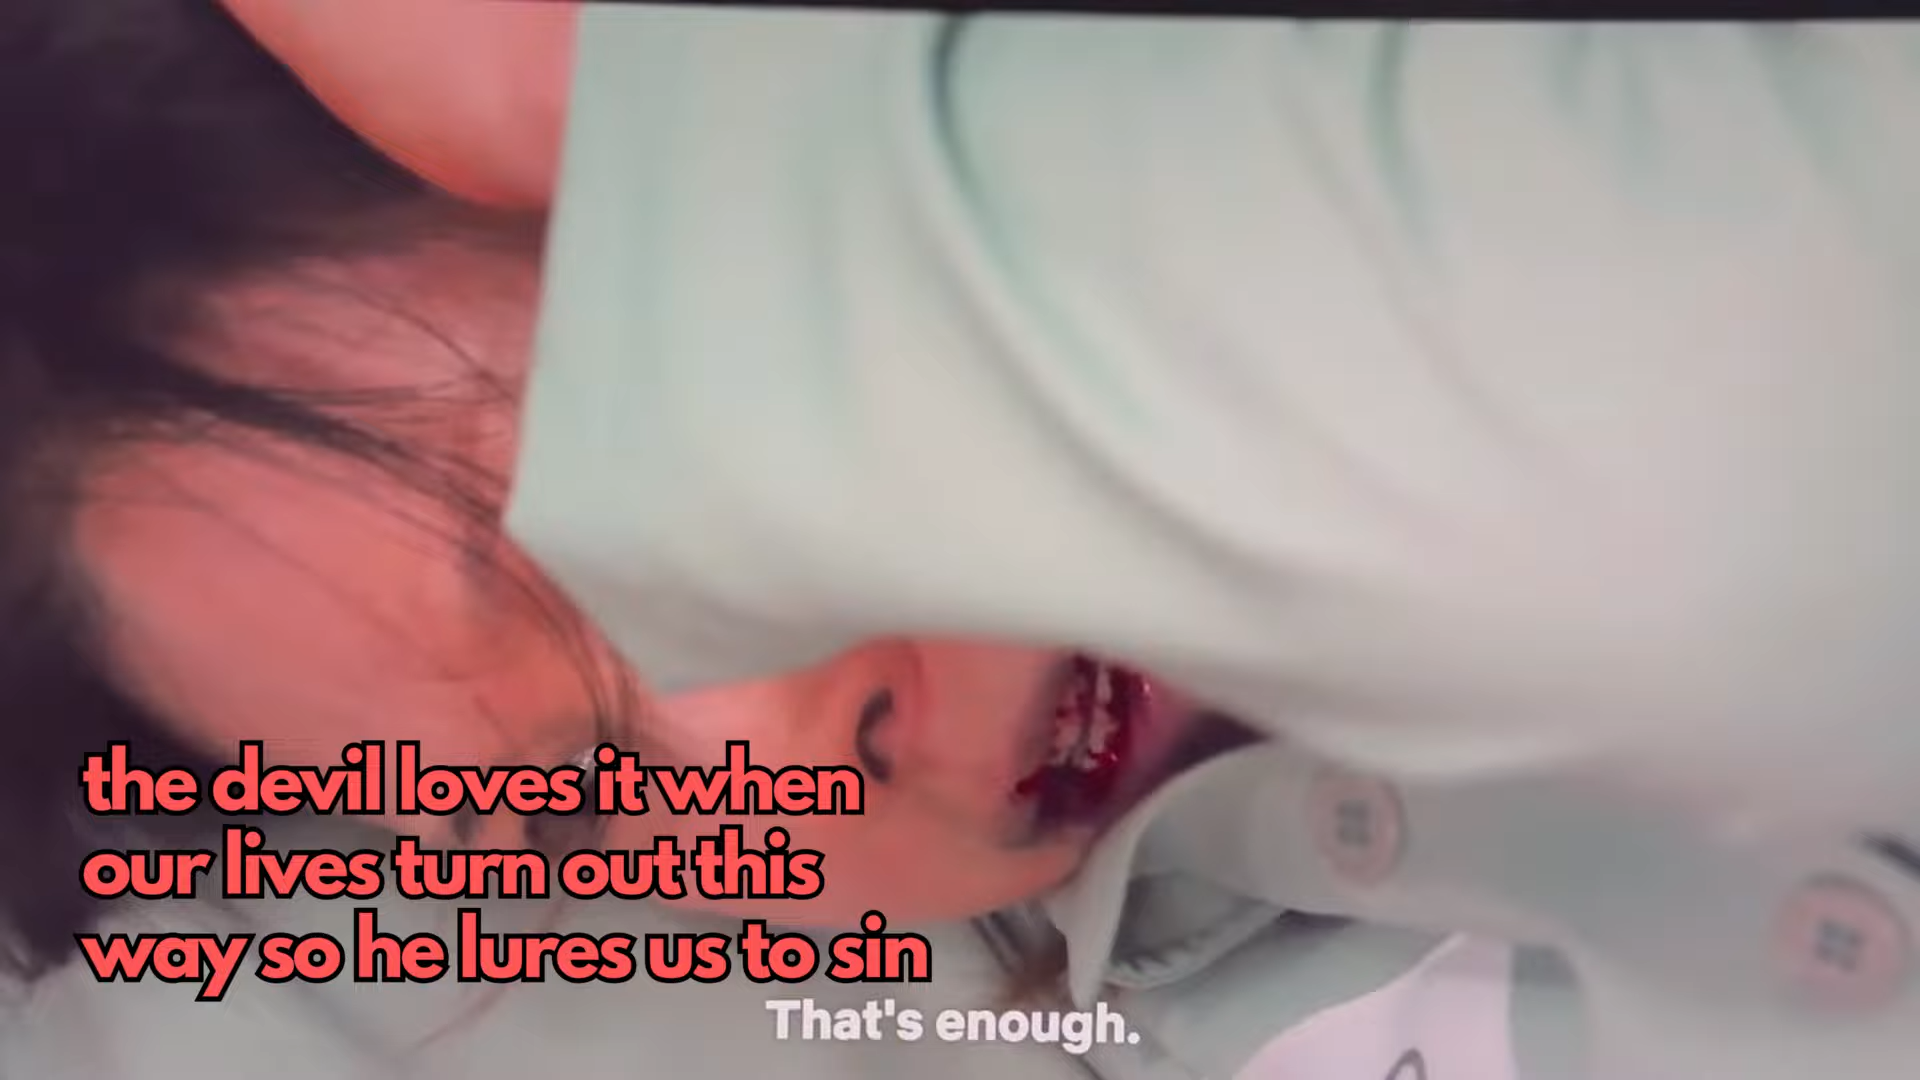 the devil loves it when
our lives turn out this
way so he lures us to sin
That's enough.